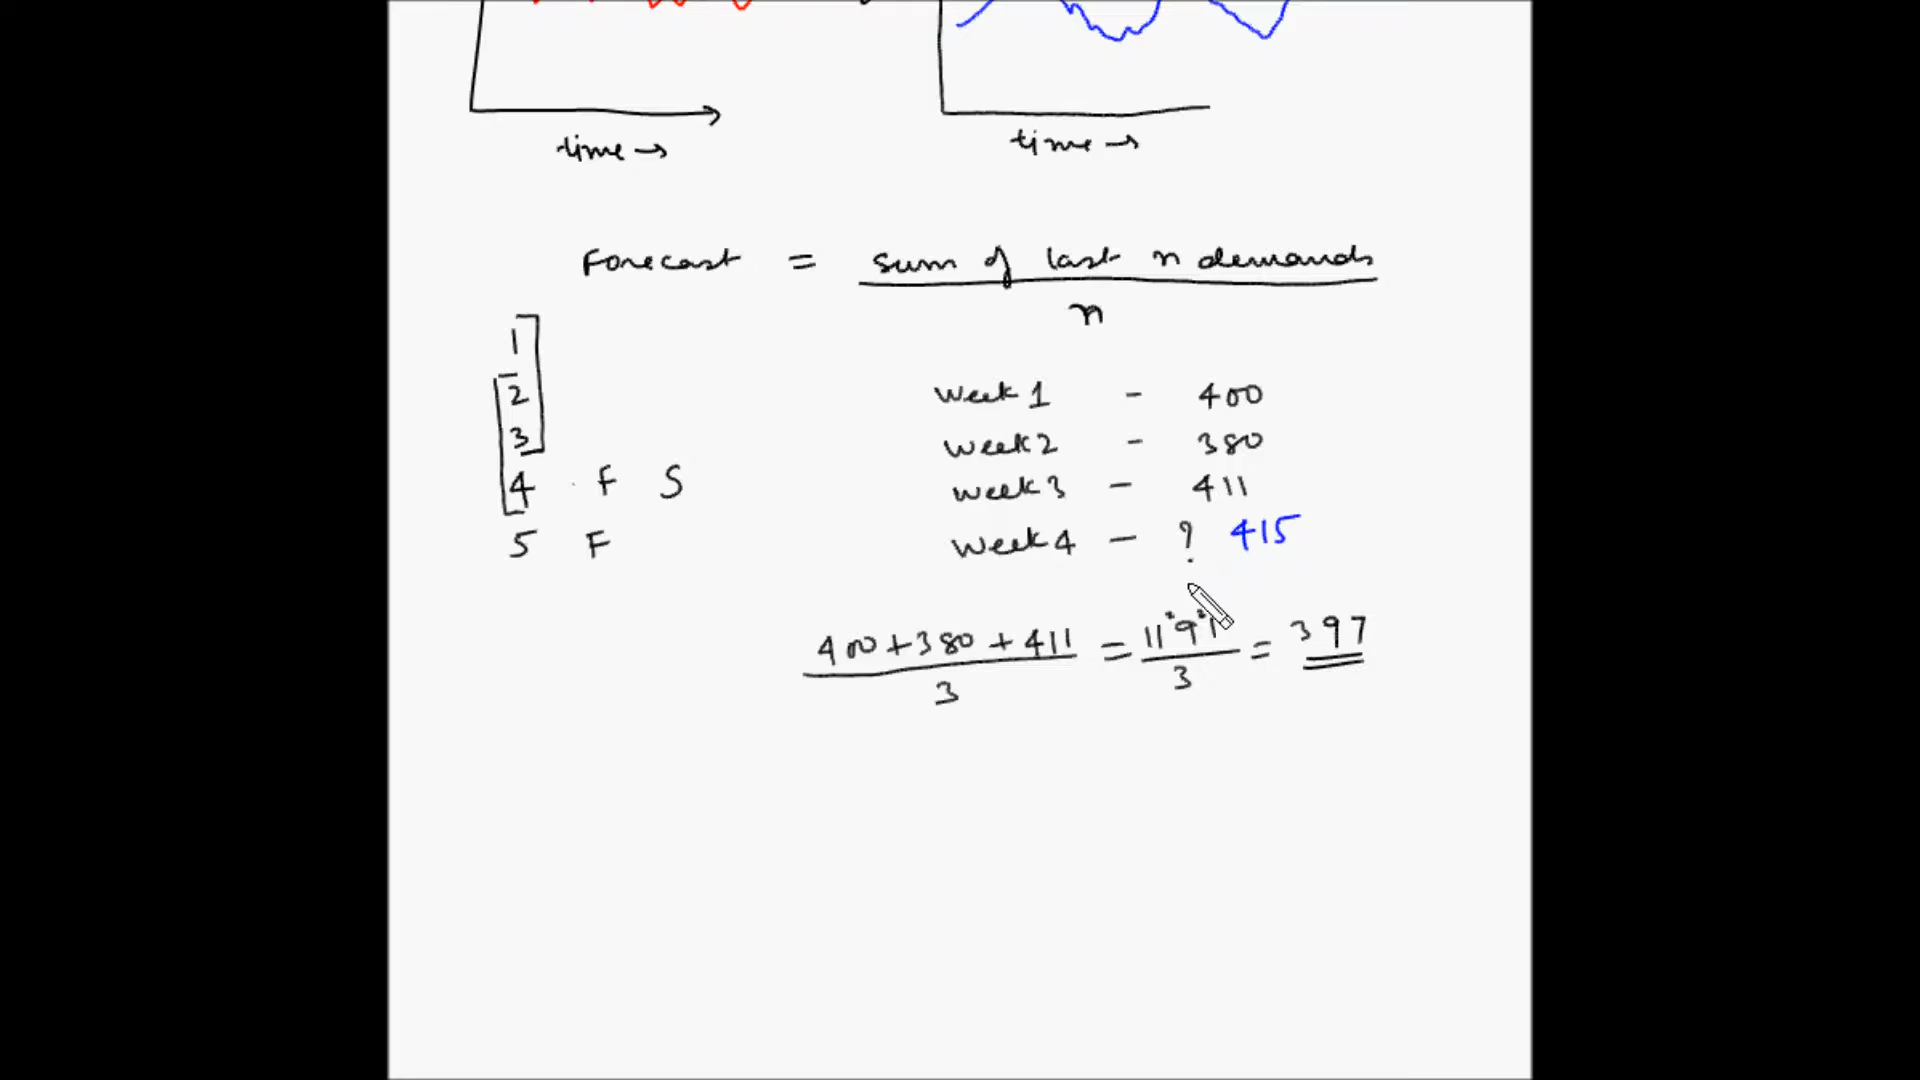 time → time →
Forecast = sum of last n demands
n
1
2
3
4 F S
5 F
Week 1 - 400
Week 2 - 380
Week 3 - 411
Week 4 - ? 415
400 + 380 + 411 = 11²9²1 = 397
3 3